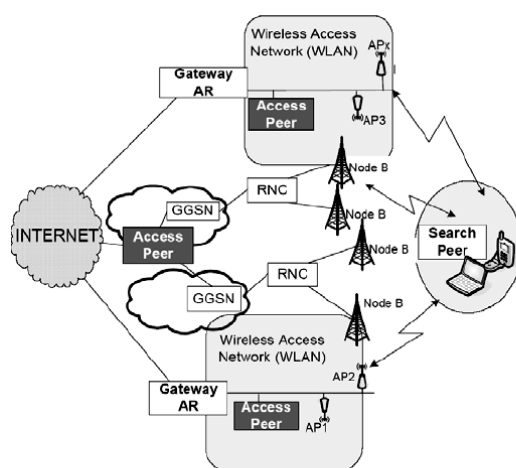 Wireless Access
Network (WLAN)
APx
Gateway
AR
Access
Peer
AP3
Node B
RNC
GGSN
Node B
INTERNET
Access
Peer
Node B
Search
Peer
RNC
GGSN
Node B
Wireless Access
Network (WLAN)
AP2
Gateway
AR
Access
Peer
AP1